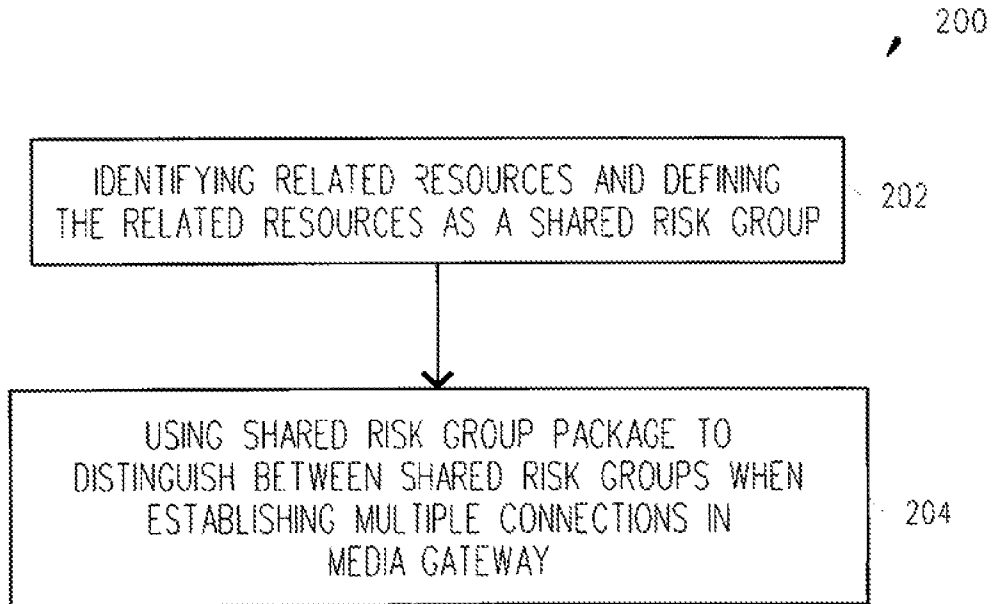 200
IDENTIFYING RELATED RESOURCES AND DEFINING
THE RELATED RESOURCES AS A SHARED RISK GROUP
202
USING SHARED RISK GROUP PACKAGE TO
DISTINGUISH BETWEEN SHARED RISK GROUPS WHEN
ESTABLISHING MULTIPLE CONNECTIONS IN
MEDIA GATEWAY
204